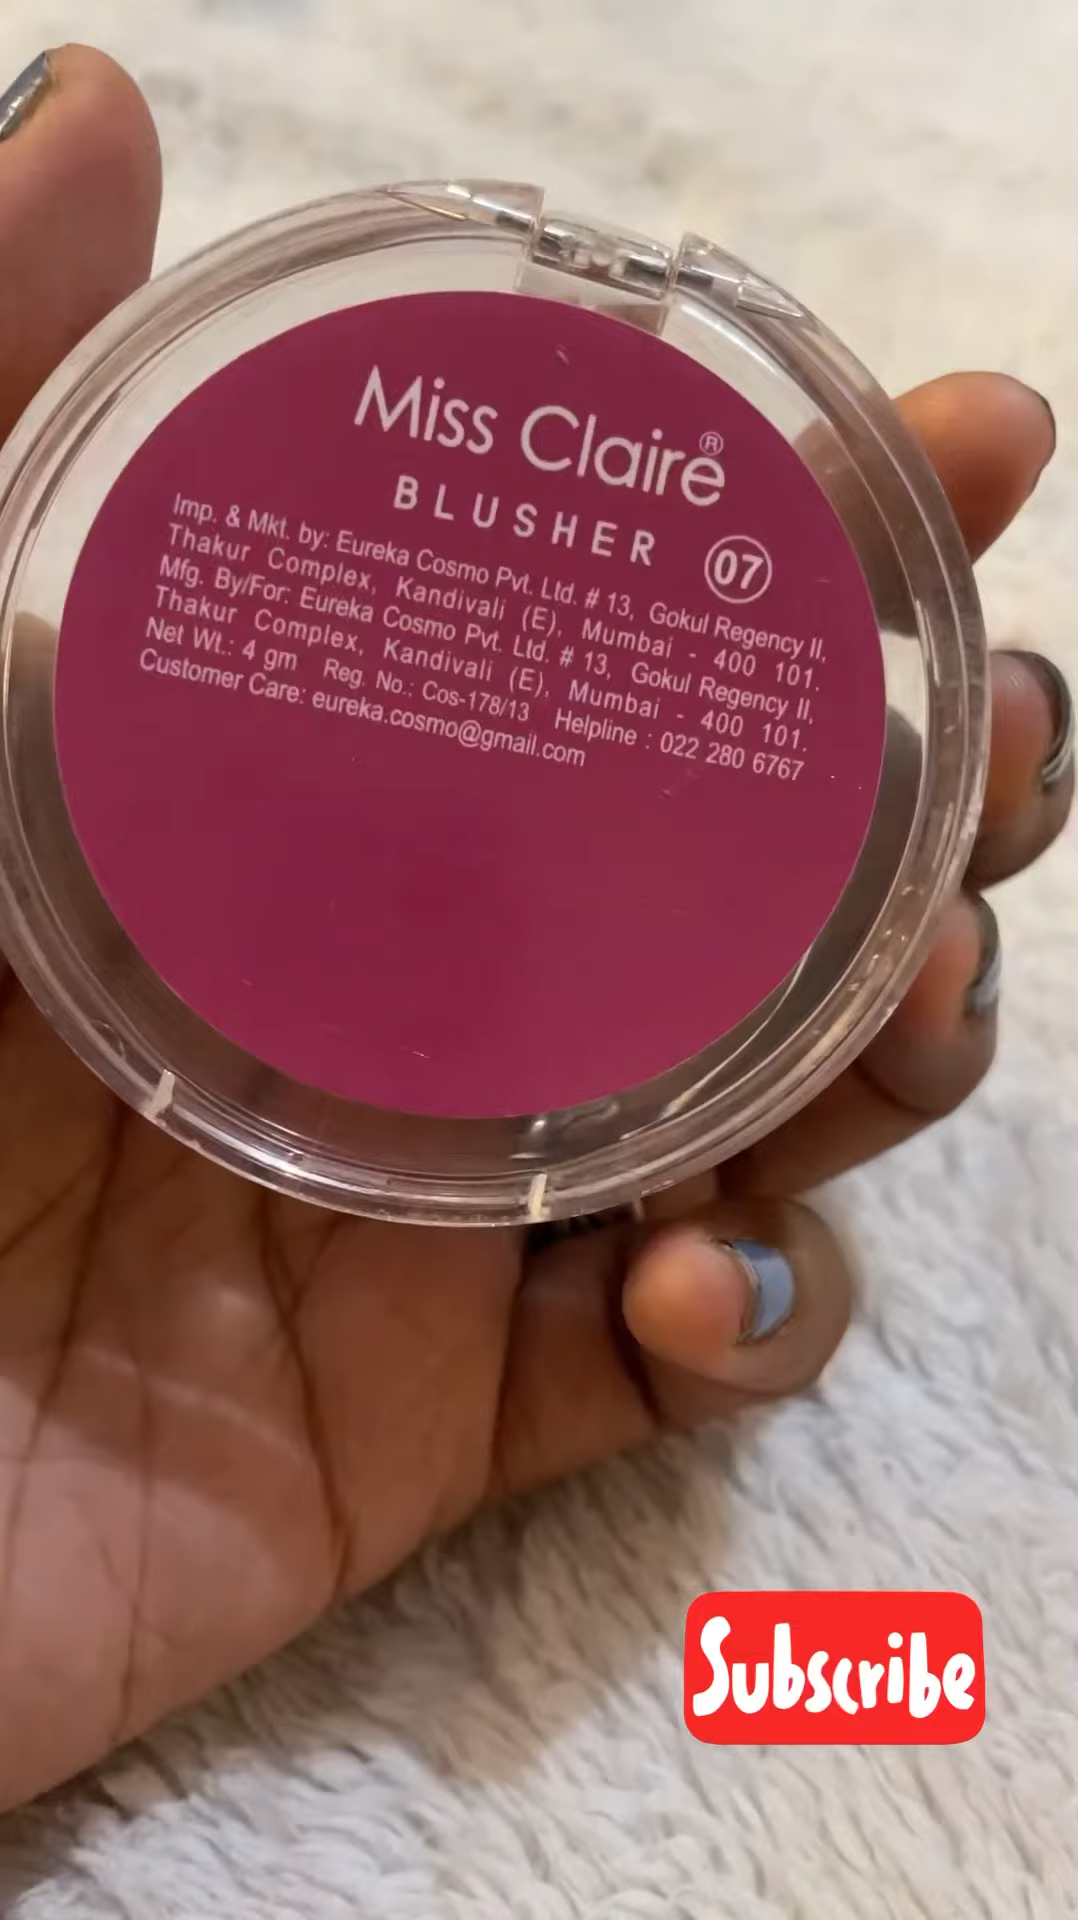 Miss Claire®
BLUSHER 07
Imp. & Mkt. by: Eureka Cosmo Pvt. Ltd. # 13, Gokul Regency II,
Thakur Complex, Kandivali (E), Mumbai - 400 101.
Mfg. By/For: Eureka Cosmo Pvt. Ltd. # 13, Gokul Regency II,
Thakur Complex, Kandivali (E), Mumbai - 400 101.
Net Wt.: 4 gm Reg. No.: Cos-178/13 Helpline : 022 280 6767
Customer Care: eureka.cosmo@gmail.com
Subscribe